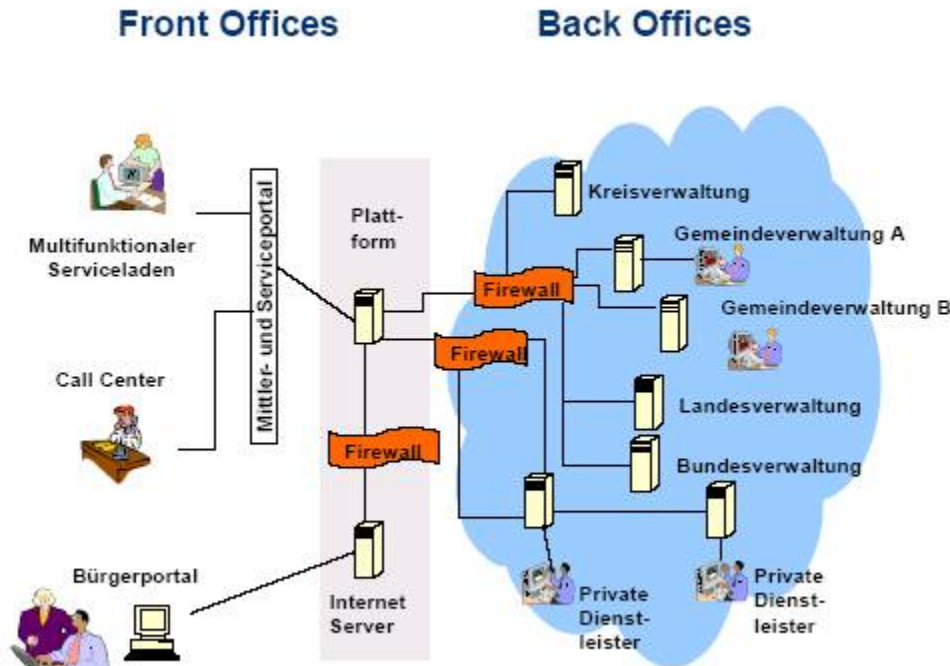 Front Offices
Back Offices
Multifunktionaler
Serviceladen
Call Center
Bürgerportal
Mittler- und Serviceportal
Platt-
form
Firewall
Internet
Server
Firewall
Firewall
Kreisverwaltung
Gemeindeverwaltung A
Gemeindeverwaltung B
Landesverwaltung
Bundesverwaltung
Private
Dienst-
leister
Private
Dienst-
leister